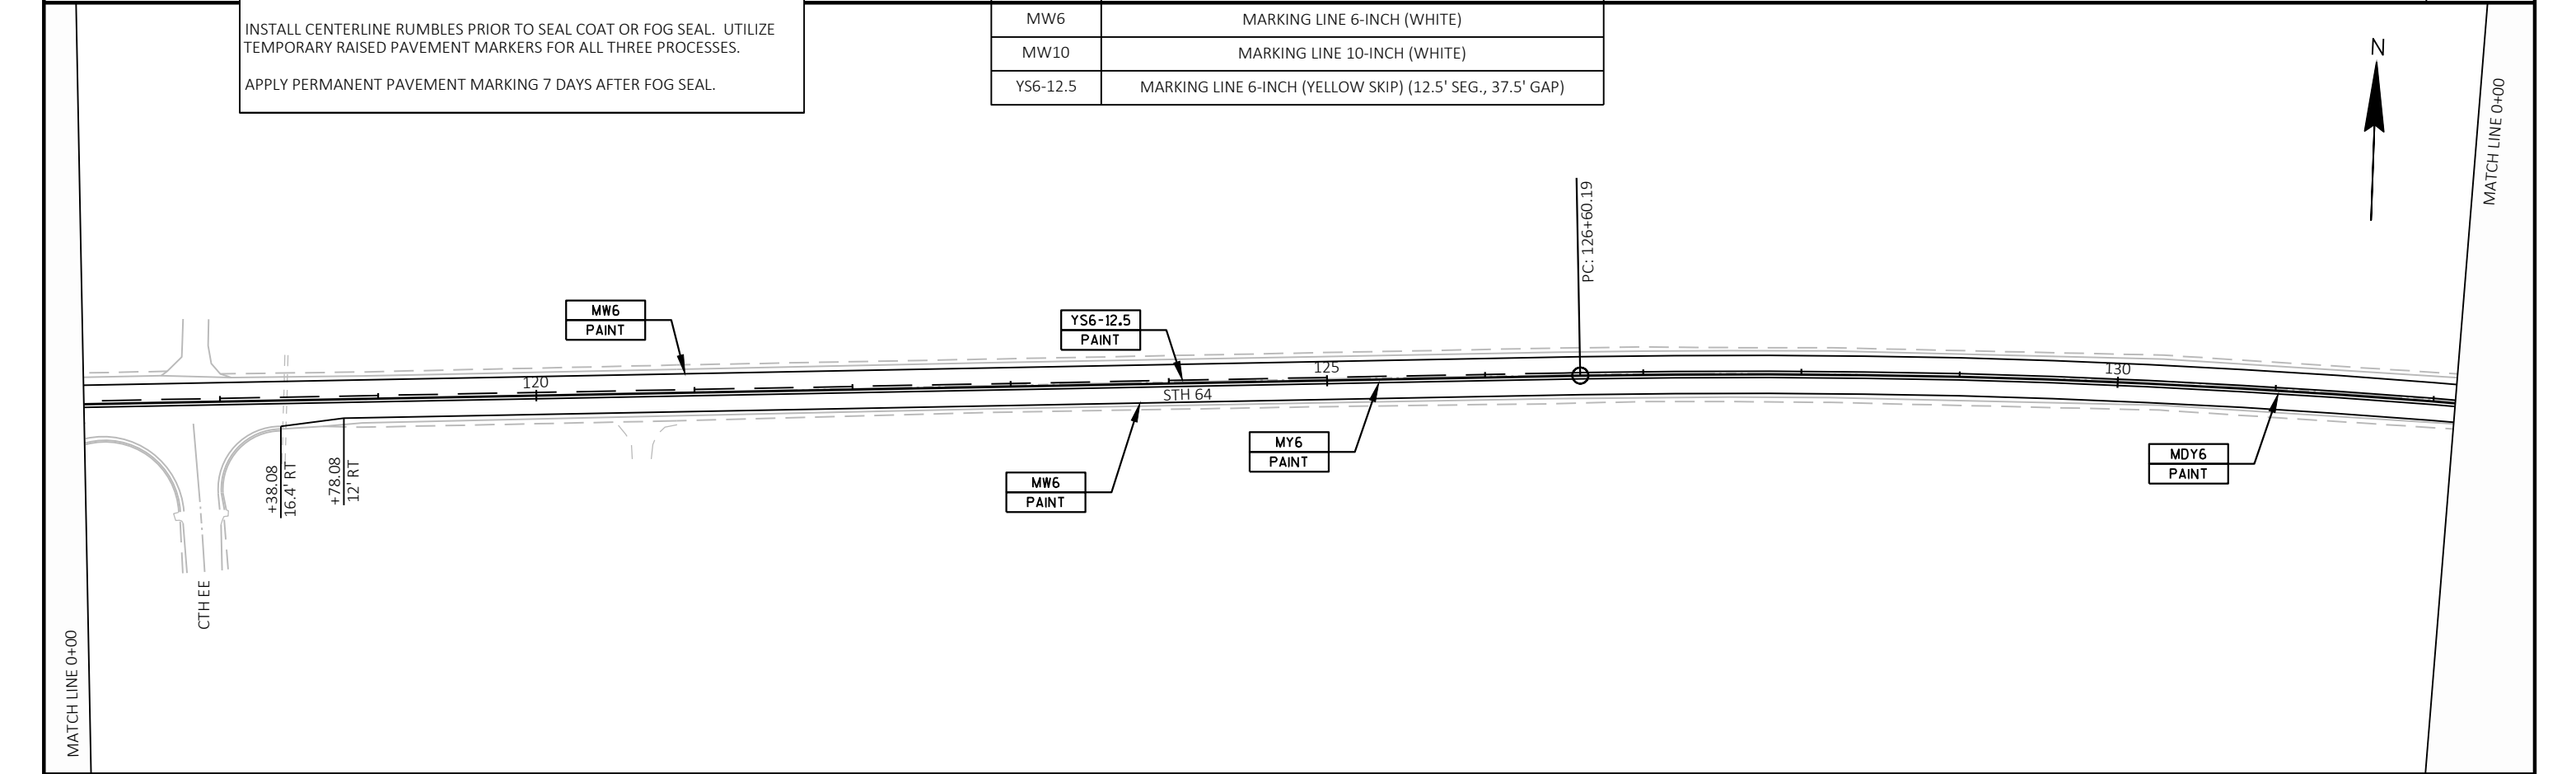 INSTALL CENTERLINE RUMBLES PRIOR TO SEAL COAT OR FOG SEAL. UTILIZE
TEMPORARY RAISED PAVEMENT MARKERS FOR ALL THREE PROCESSES.
APPLY PERMANENT PAVEMENT MARKING 7 DAYS AFTER FOG SEAL.
MW6 MARKING LINE 6-INCH (WHITE)
MW10 MARKING LINE 10-INCH (WHITE)
YS6-12.5 MARKING LINE 6-INCH (YELLOW SKIP) (12.5' SEG., 37.5' GAP)
N
MATCH LINE 0+00
PC: 126+60.19
MW6
PAINT
YS6-12.5
PAINT
120
125
130
STH 64
MY6
PAINT
MDY6
PAINT
MW6
PAINT
+38.08
16.4' RT
+78.08
12' RT
CTH EE
MATCH LINE 0+00